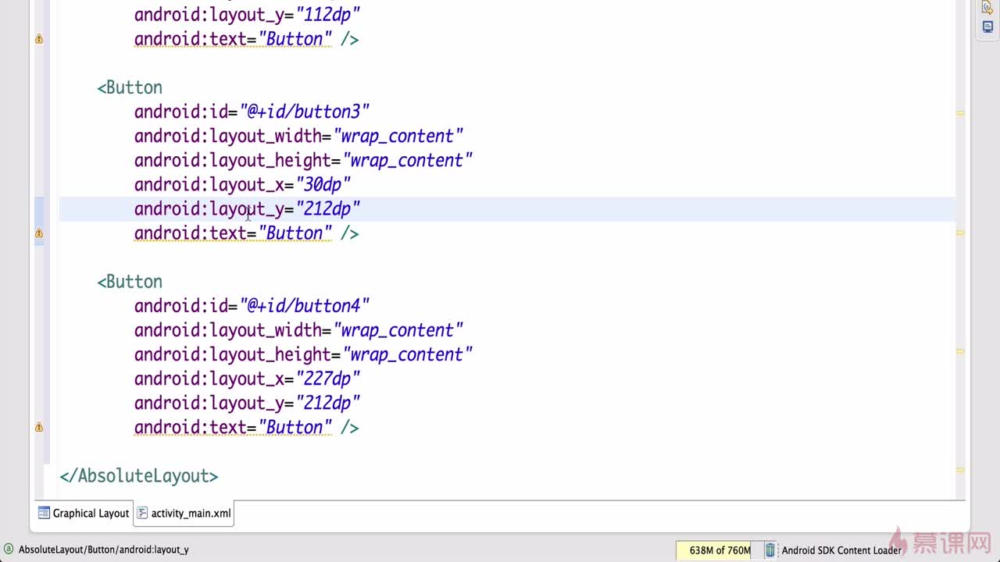 android:layout_y="112dp"
android:text="Button" />
<Button
android:id="@+id/button3"
android:layout_width="wrap_content"
android:layout_height="wrap_content"
android:layout_x="30dp"
android:layout_y="212dp"
android:text="Button" />
<Button
android:id="@+id/button4"
android:layout_width="wrap_content"
android:layout_height="wrap_content"
android:layout_x="227dp"
android:layout_y="212dp"
android:text="Button" />
</AbsoluteLayout>
Graphical Layout
activity_main.xml
AbsoluteLayout/Button/android:layout_y
638M of 760M
Android SDK Content Loader
慕课网